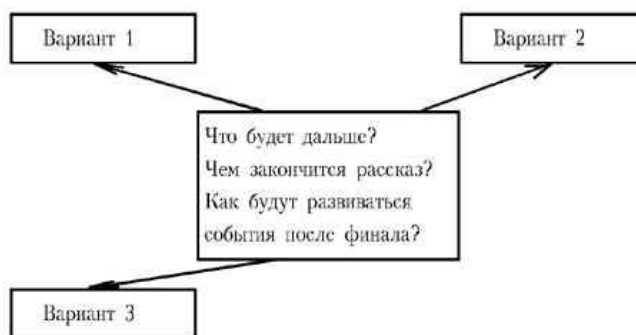 Вариант 1
Вариант 2
Что будет дальше?
Чем закончится рассказ?
Как будут развиваться
события после финала?
Вариант 3